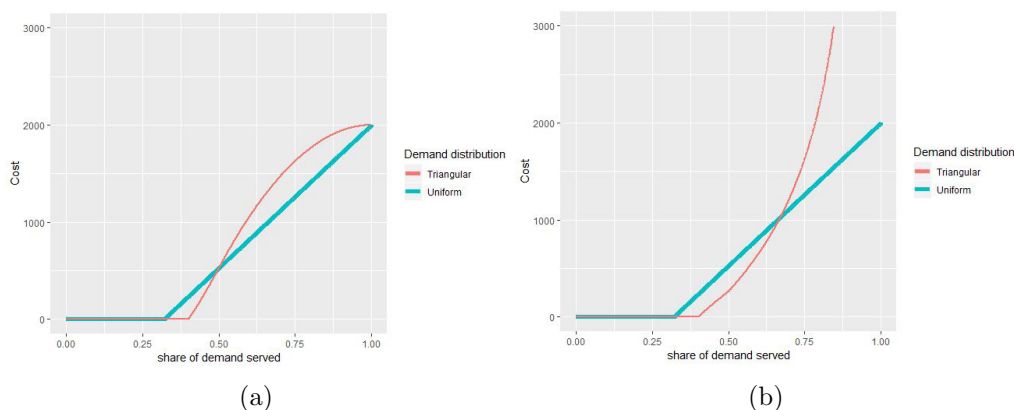 3000
2000
1000
0
Cost
0.00 0.25 0.50 0.75 1.00
share of demand served
Demand distribution
Triangular
Uniform
(a)
3000
2000
1000
0
Cost
0.00 0.25 0.50 0.75 1.00
share of demand served
Demand distribution
Triangular
Uniform
(b)